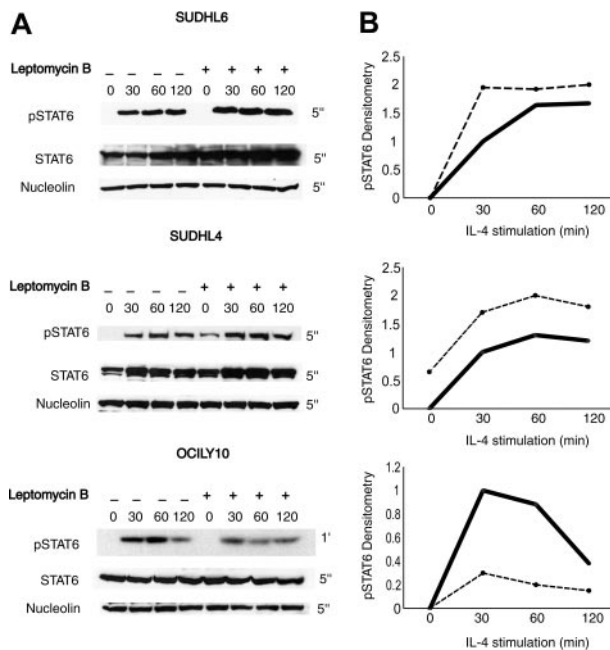 A
B
SUDHL6
Leptomycin B – – – – + + + +
0 30 60 120 0 30 60 120
pSTAT6 5"
STAT6 5"
Nucleolin 5"
pSTAT6 Densitometry
2.5
2
1.5
1
0.5
0
0 30 60 120
IL-4 stimulation (min)
SUDHL4
Leptomycin B – – – – + + + +
0 30 60 120 0 30 60 120
pSTAT6 5"
STAT6 5"
Nucleolin 5"
pSTAT6 Densitometry
2.5
2
1.5
1
0.5
0
0 30 60 120
IL-4 stimulation (min)
OCILY10
Leptomycin B – – – – + + + +
0 30 60 120 0 30 60 120
pSTAT6 1'
STAT6 5"
Nucleolin 5"
pSTAT6 Densitometry
1.2
1
0.8
0.6
0.4
0.2
0
0 30 60 120
IL-4 stimulation (min)